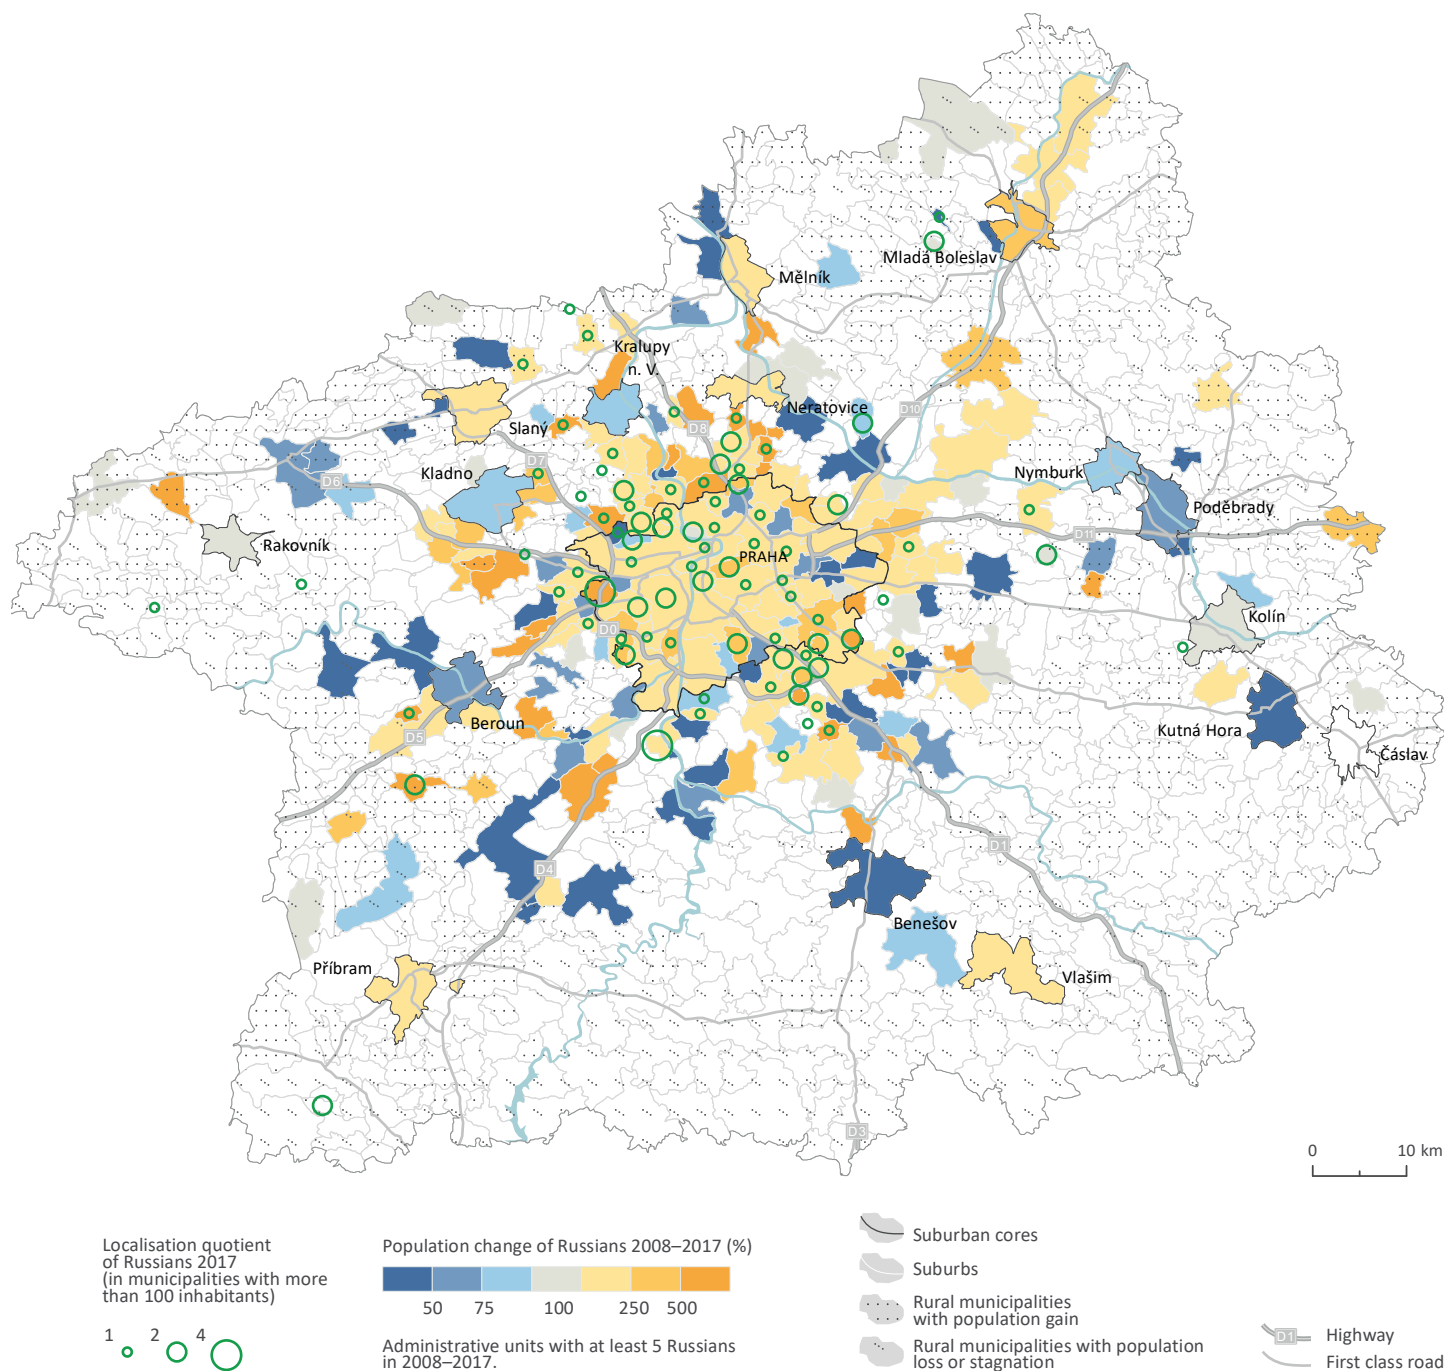 Mladá Boleslav
Mělník
Kralupy
n. V.
Neratovice
D10
D8
Slaný
D7
Kladno
D6
Nymburk
Poděbrady
Rakovník
D11
PRAHA
Kolín
D0
Beroun
D5
Kutná Hora
Čáslav
D1
D4
Benešov
Příbram
Vlašim
D3
0 10 km
Localisation quotient
of Russians 2017
(in municipalities with more
than 100 inhabitants)
1 2 4
Population change of Russians 2008–2017 (%)
50 75 100 250 500
Administrative units with at least 5 Russians
in 2008–2017.
Suburban cores
Suburbs
Rural municipalities
with population gain
Rural municipalities with population
loss or stagnation
D1 Highway
First class road